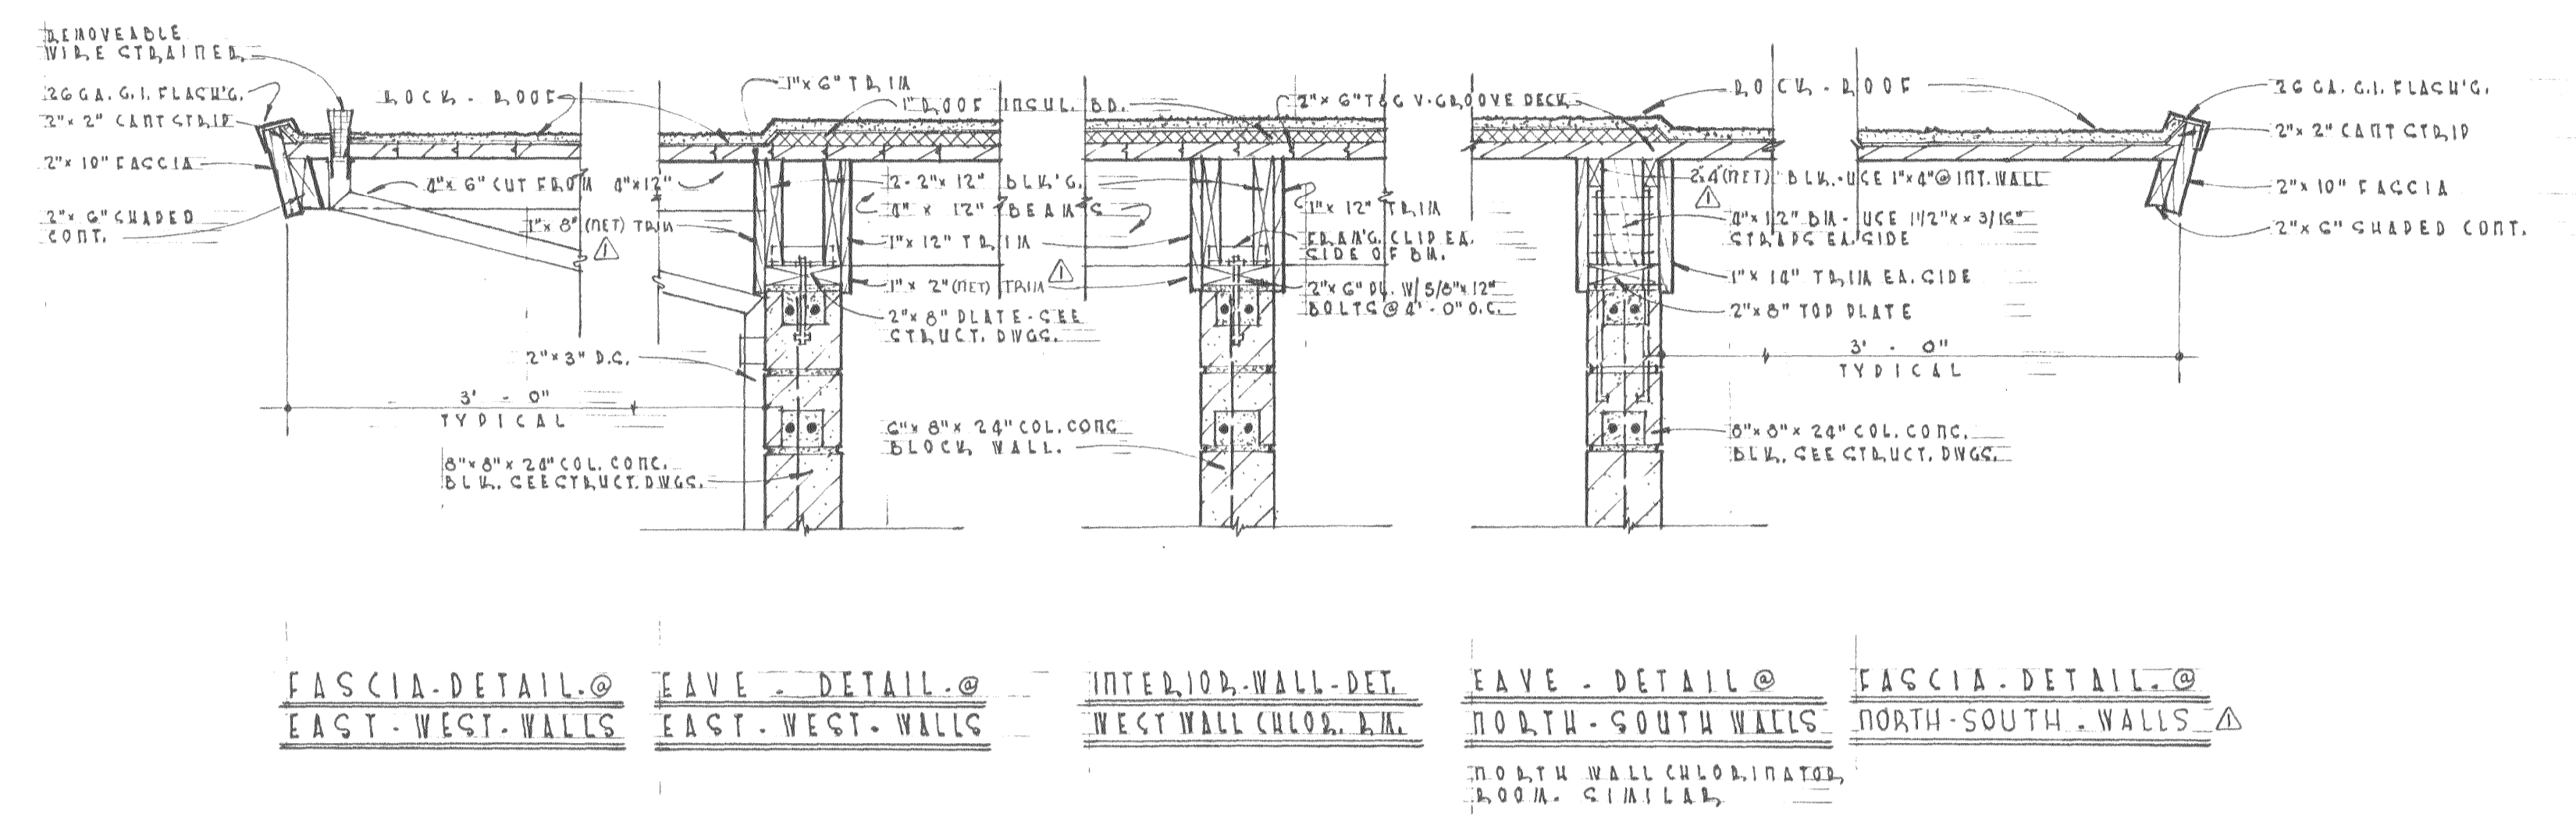 REMOVEABLE
WIRE STRAINER
26 GA. G.I. FLASH'G.
2"x 2" CANT STRIP
2"x 10" FASCIA
2"x 6" SHAPED
CONT.
ROCK - ROOF
4"x 6" CUT FROM 4"x12"
1"x 8" (NET) TRIM
1
2"x 3" D.S.
3' - 0"
TYPICAL
8"x 8"x 24" COL. CONC.
BLK. SEE STRUCT. DWGS.
1"x 6" TRIM
1" ROOF INSUL. BD.
2-2"x 12" BLK'G.
4" x 12" BEAMS
1"x 12" TRIM
1"x 2" (NET) TRIM
1
2"x 8" PLATE - SEE
STRUCT. DWGS.
6"x 8"x 24" COL. CONC
BLOCK WALL.
2"x 6" T&G V-GROOVE DECK
1"x 12" TRIM
FRAM'G. CLIP EA.
SIDE OF BM.
2"x 6" PL. W/ 5/8"x 12"
BOLTS @ 4'-0" O.C.
ROCK - ROOF
2x4 (NET) BLK. - USE 1"x 4" @ INT. WALL
1
4"x 12" BM - USE 1 1/2" x x 3/16"
STRAPS EA. SIDE
1"x 14" TRIM EA. SIDE
2"x 8" TOP PLATE
3' - 0"
TYPICAL
8"x 8"x 24" COL. CONC.
BLK. SEE STRUCT. DWGS.
26 GA. G.I. FLASH'G.
2"x 2" CANT STRIP
2"x 10" FASCIA
2"x 6" SHAPED CONT.
FASCIA-DETAIL.@
EAST-WEST-WALLS
EAVE - DETAIL.@
EAST-WEST-WALLS
INTERIOR-WALL-DET.
WEST WALL CHLOR. RM.
EAVE - DETAIL @
NORTH-SOUTH WALLS
NORTH WALL CHLORINATOR
ROOM. SIMILAR
FASCIA-DETAIL.@
NORTH-SOUTH-WALLS 1